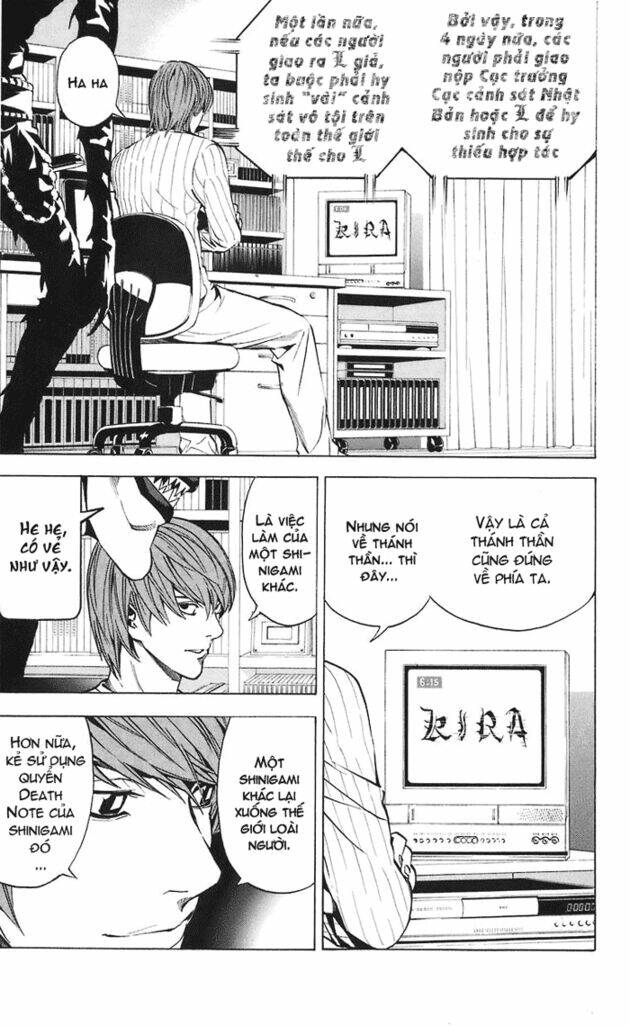 Bởi vậy, trong
4 ngày nữa, các
người phải giao
nộp Cục trưởng
Cục cảnh sát Nhật
Bản hoặc L để hy
sinh cho sự
thiếu hợp tác
Một lần nữa,
nếu các người
giao ra L giả,
ta buộc phải hy
sinh "vài" cảnh
sát vô tội trên
toàn thế giới
thế cho L
HA HA
KIRA
VẬY LÀ CẢ
THÁNH THẦN
CŨNG ĐỨNG
VỀ PHÍA TA.
NHƯNG NÓI
VỀ THÁNH
THẦN... THÌ
ĐÂY...
6:15
KIRA
LÀ VIỆC
LÀM CỦA
MỘT SHI-
NIGAMI
KHÁC.
HE HE,
CÓ VẺ
NHƯ VẬY.
MỘT
SHINIGAMI
KHÁC LẠI
XUỐNG THẾ
GIỚI LOÀI
NGƯỜI.
HƠN NỮA,
KẺ SỬ DỤNG
QUYỂN
DEATH
NOTE CỦA
SHINIGAMI
ĐÓ
...